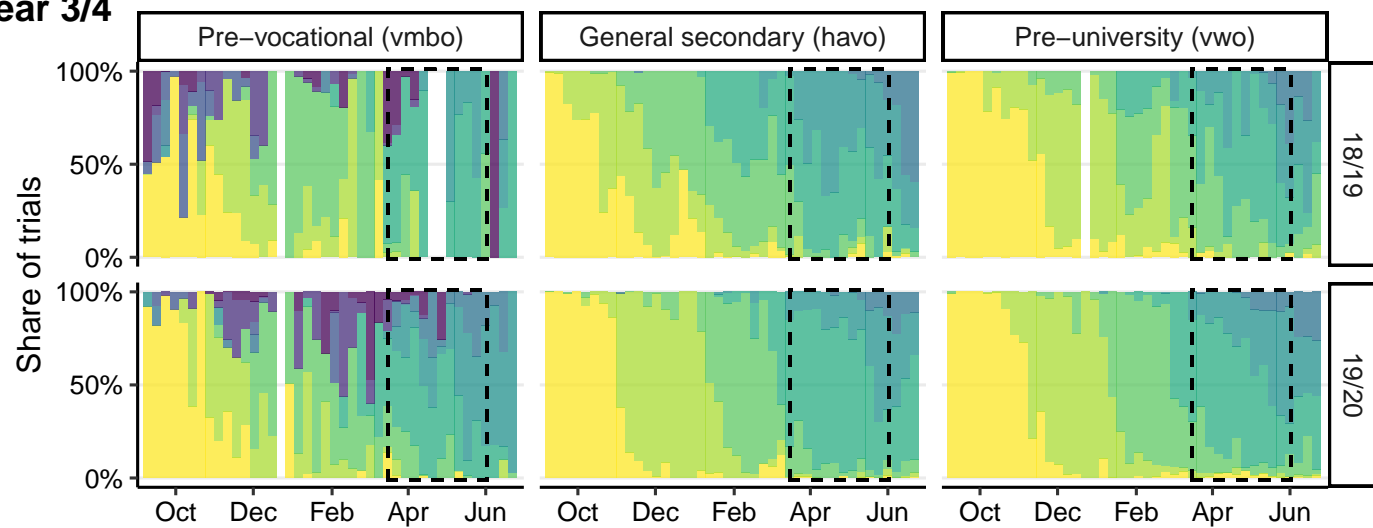 ear 3/4
Pre−vocational (vmbo) General secondary (havo) Pre−university (vwo)
100%
50%
0%
18/19
100%
50%
0%
19/20
Share of trials
Oct Dec Feb Apr Jun Oct Dec Feb Apr Jun Oct Dec Feb Apr Jun